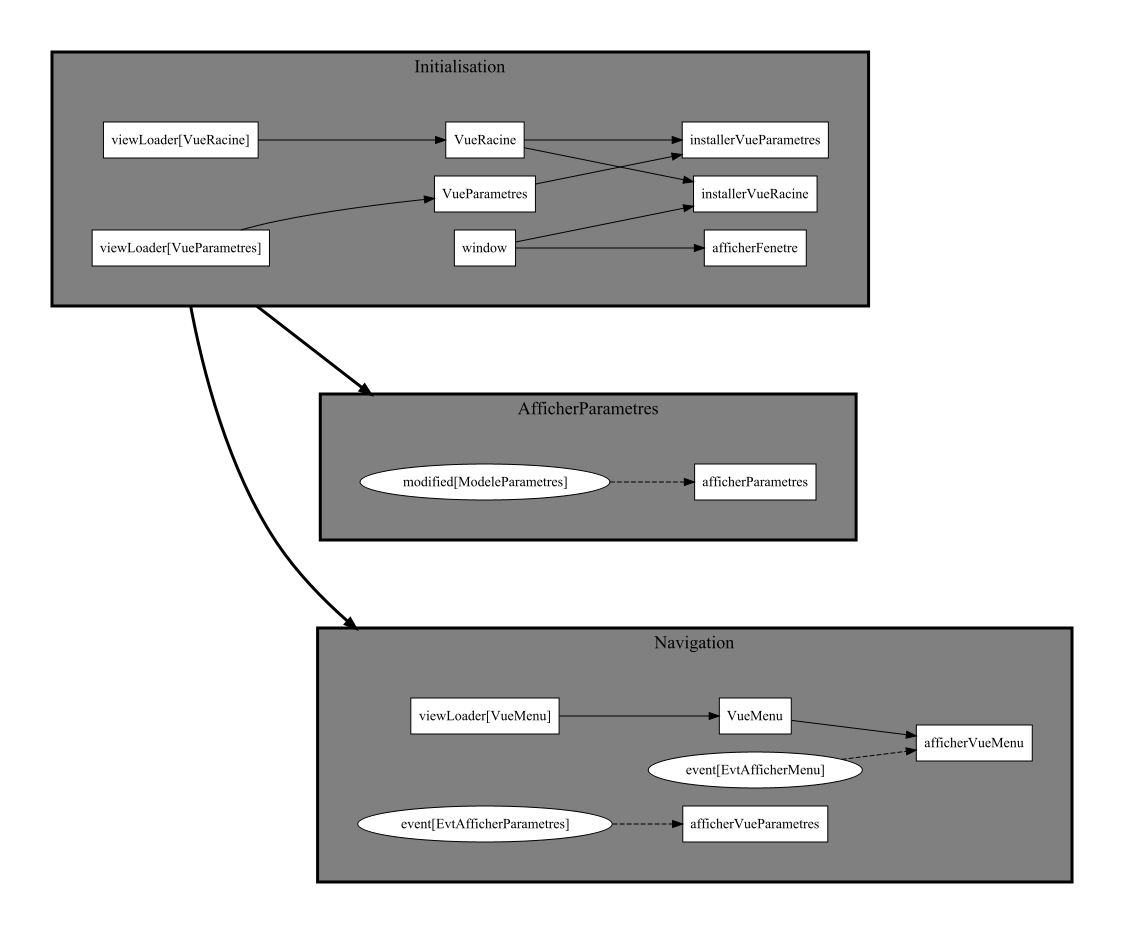 Initialisation
viewLoader[VueRacine]
VueRacine
installerVueParametres
VueParametres
installerVueRacine
viewLoader[VueParametres]
window
afficherFenetre
AfficherParametres
modified[ModeleParametres]
afficherParametres
Navigation
viewLoader[VueMenu]
VueMenu
afficherVueMenu
event[EvtAfficherMenu]
event[EvtAfficherParametres]
afficherVueParametres